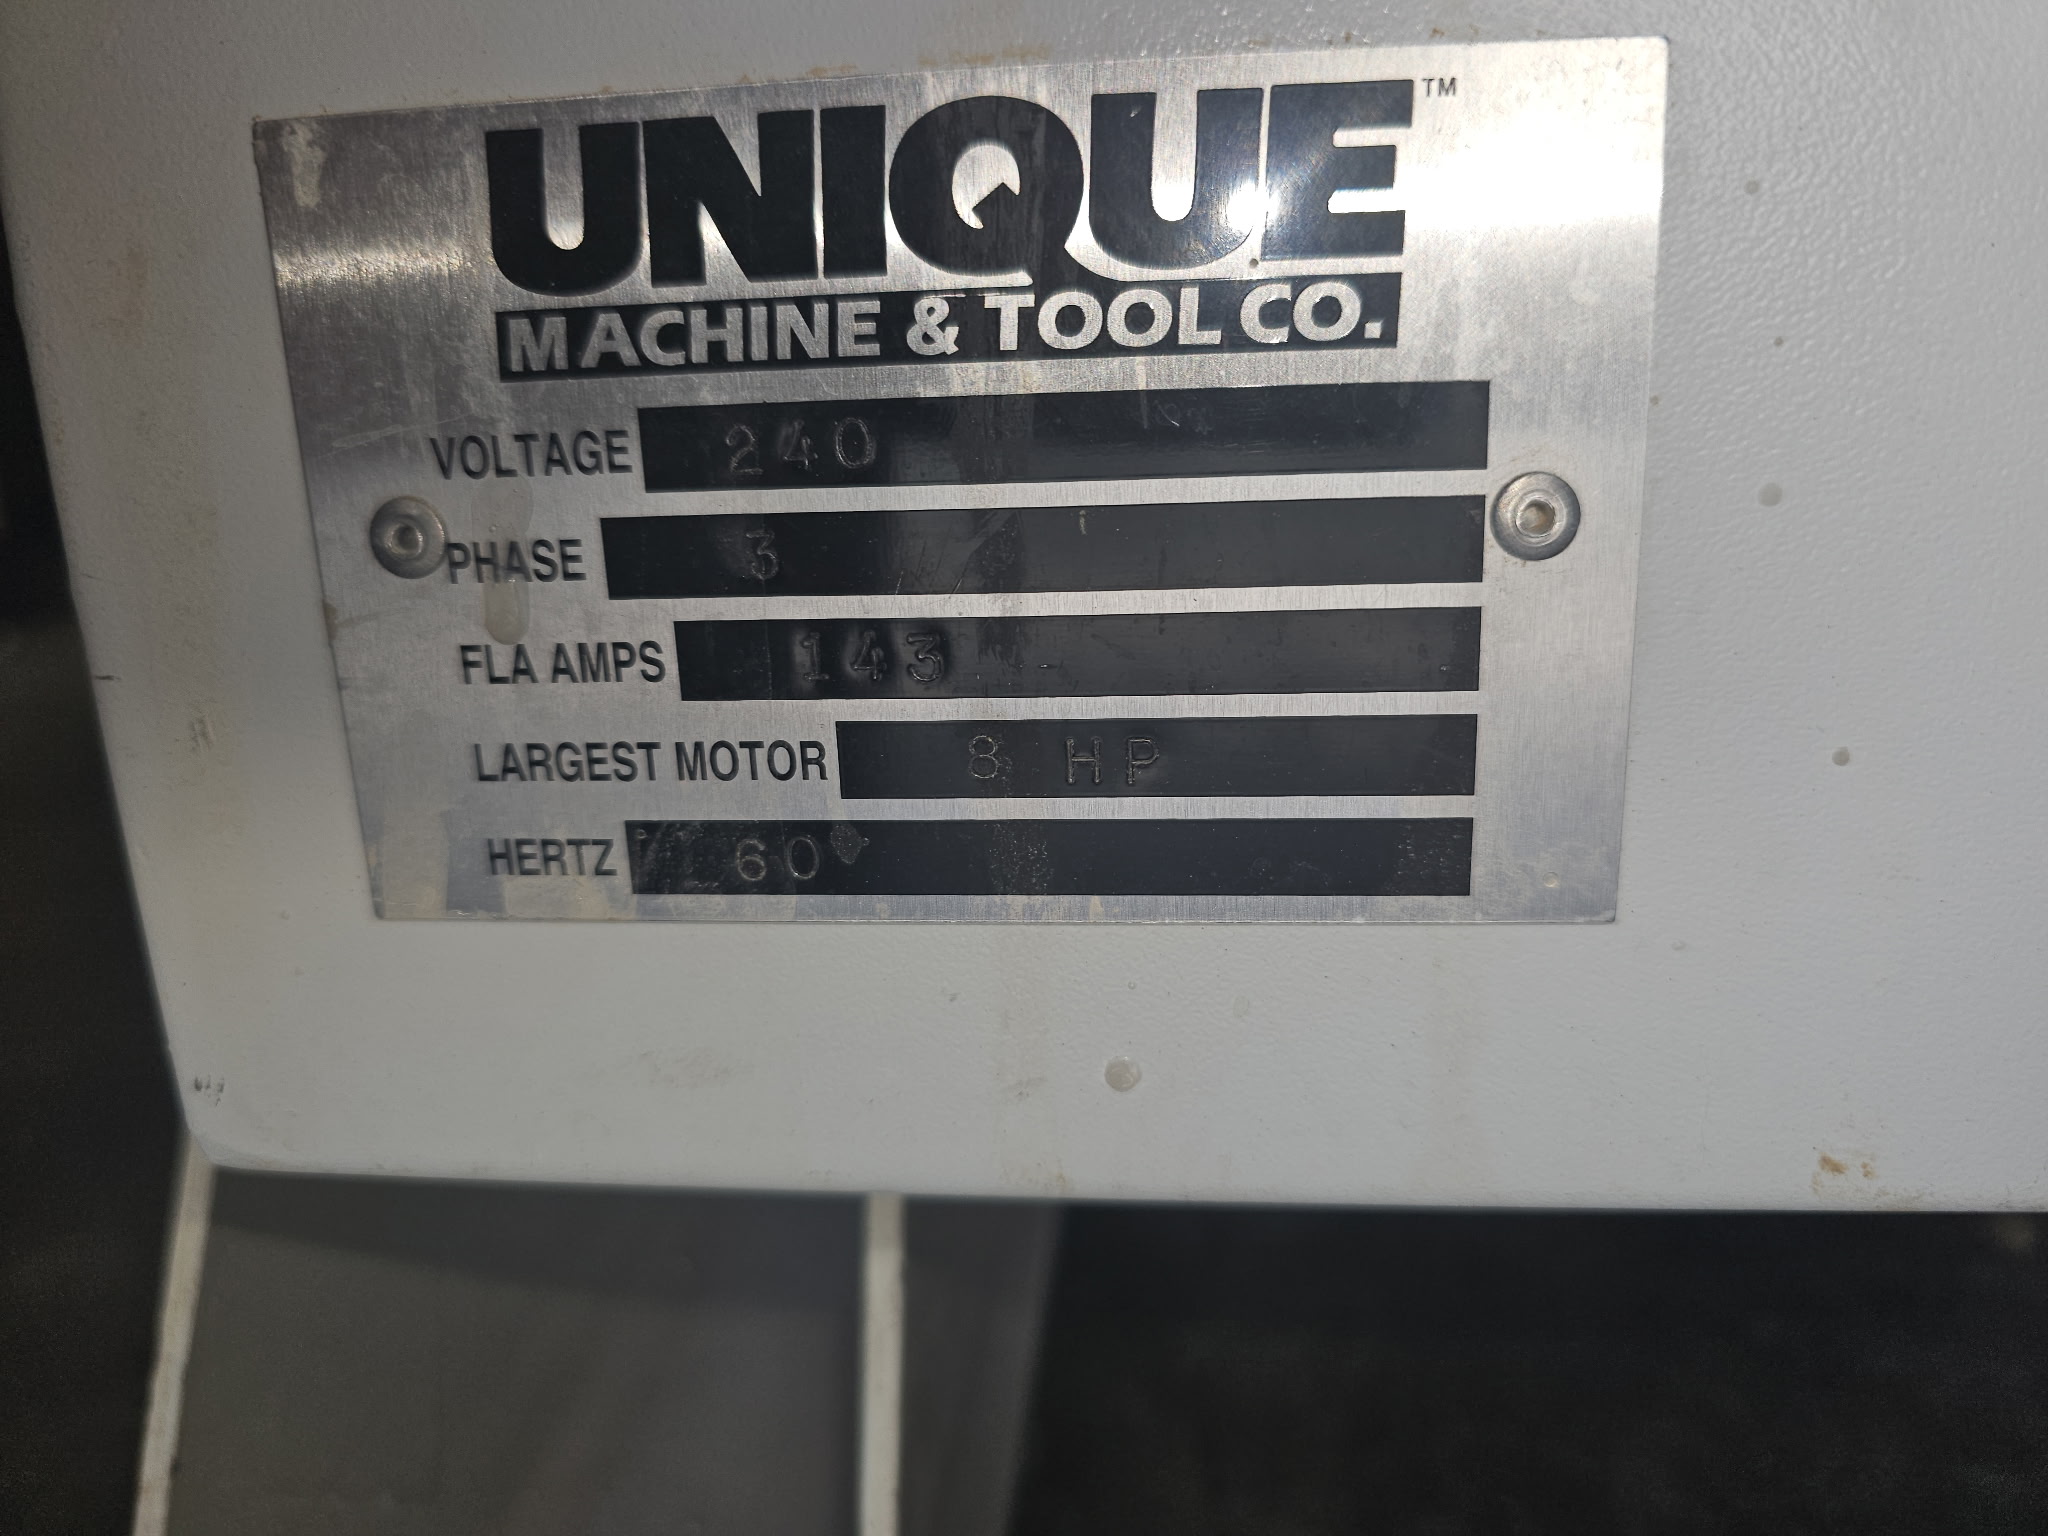 UNIQUE™
MACHINE & TOOL CO.
VOLTAGE 240
PHASE 3
FLA AMPS 143
LARGEST MOTOR 8 HP
HERTZ 60